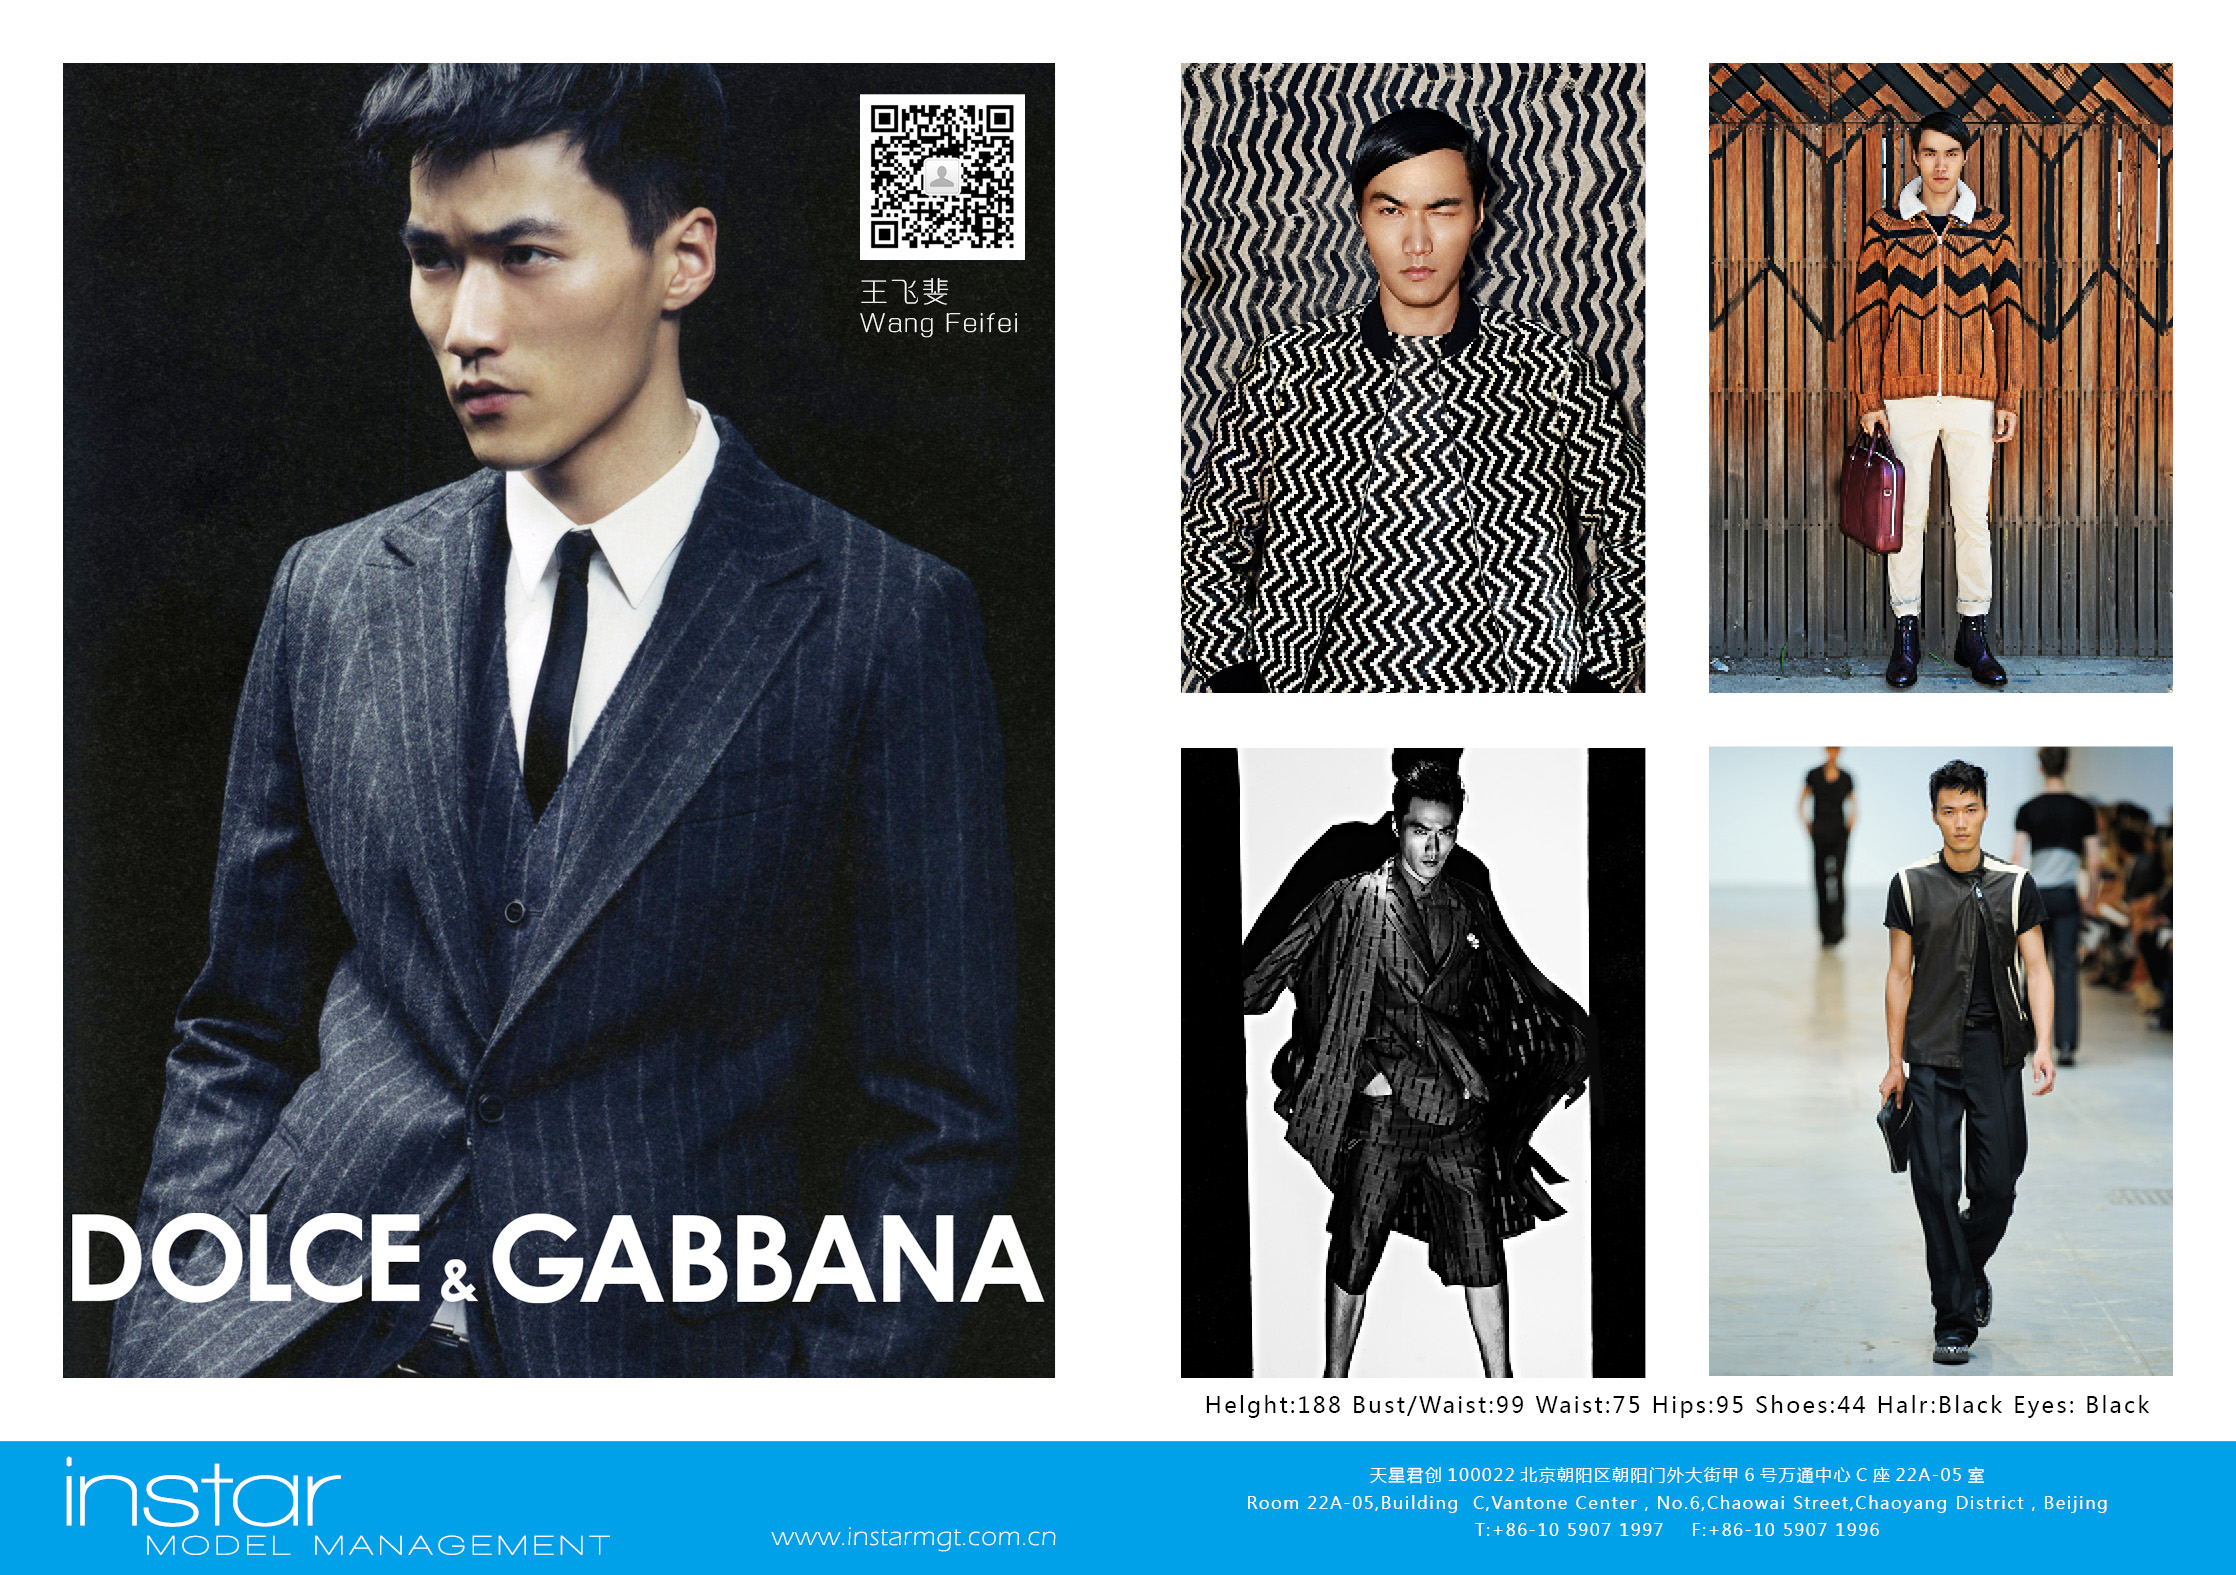 王飞斐
Wang Feifei
DOLCE & GABBANA
Helght:188 Bust/Waist:99 Waist:75 Hips:95 Shoes:44 Halr:Black Eyes: Black
instar
MODEL MANAGEMENT
www.instarmgt.com.cn
天星君创 100022 北京朝阳区朝阳门外大街甲 6 号万通中心 C 座 22A-05 室
Room 22A-05,Building C,Vantone Center , No.6,Chaowai Street,Chaoyang District , Beijing
T:+86-10 5907 1997 F:+86-10 5907 1996